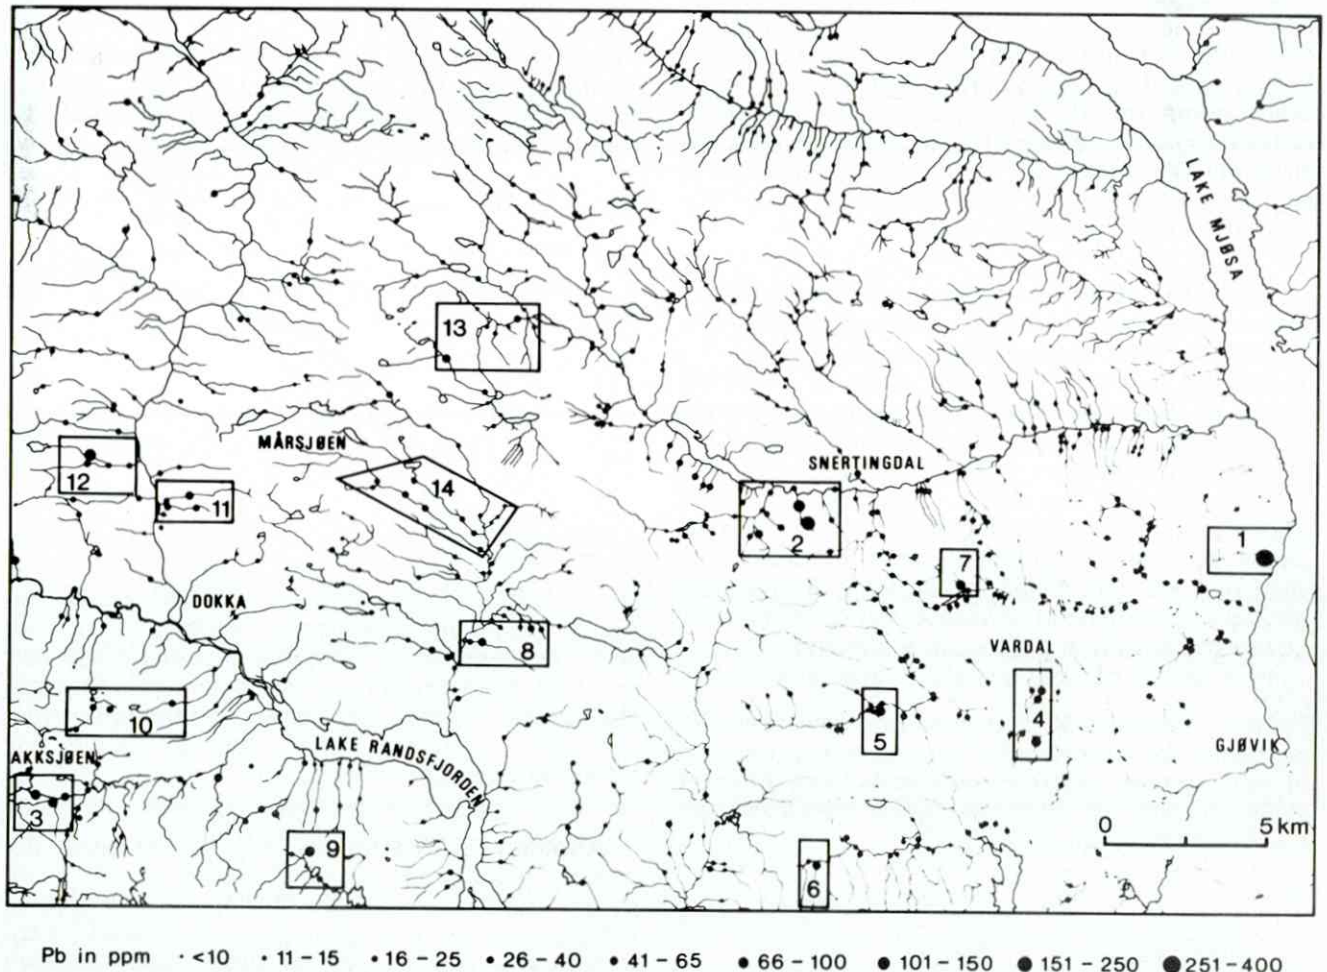 LAKE MJØSA
13
MÅRSJØEN
12
11
14
SNERTINGDAL
2
1
7
DOKKA
8
VARDAL
10
5
4
GJØVIK
AKKSJØEN
LAKE RANDSFJORDEN
3
9
6
0 5 km
Pb in ppm · <10 · 11 – 15 • 16 – 25 • 26 – 40 • 41 – 65 • 66 – 100 ● 101 – 150 ● 151 – 250 ● 251 – 400